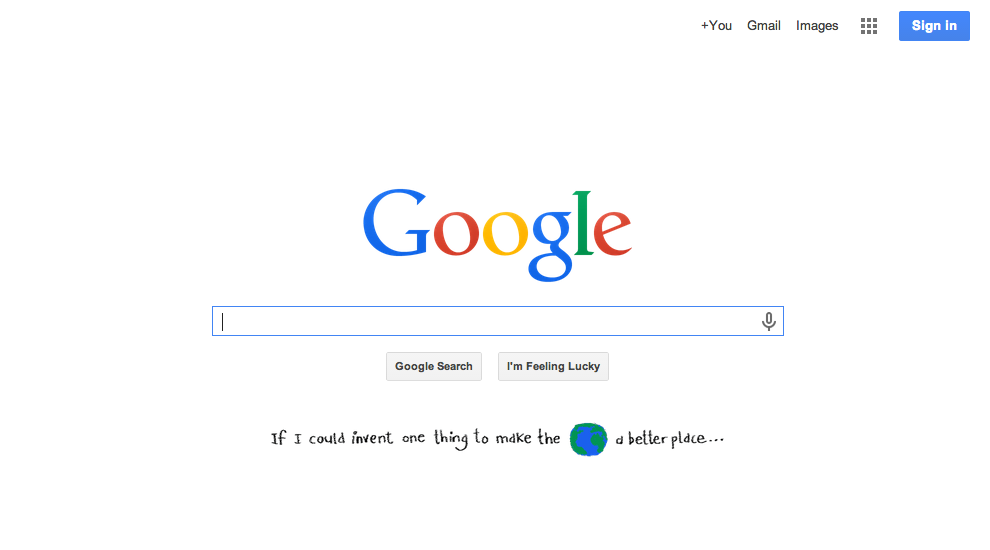 +You Gmail Images Sign in
Google
Google Search I'm Feeling Lucky
If I could invent one thing to make the a better place...